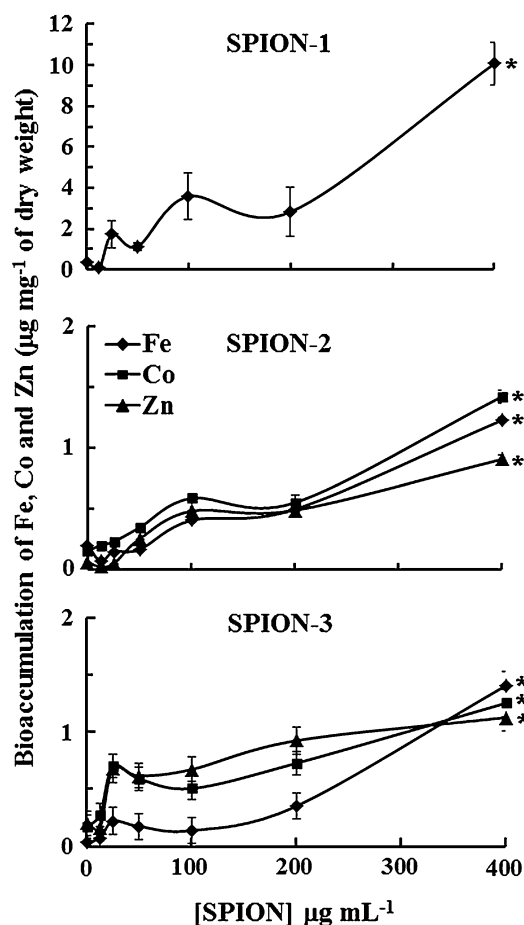 Bioaccumulation of Fe, Co and Zn (µg mg⁻¹ of dry weight)
SPION-1
12
10
8
6
4
2
0
*
SPION-2
Fe
Co
Zn
2
1
0
*
*
*
SPION-3
2
1
0
*
*
*
0 100 200 300 400
[SPION] µg mL⁻¹